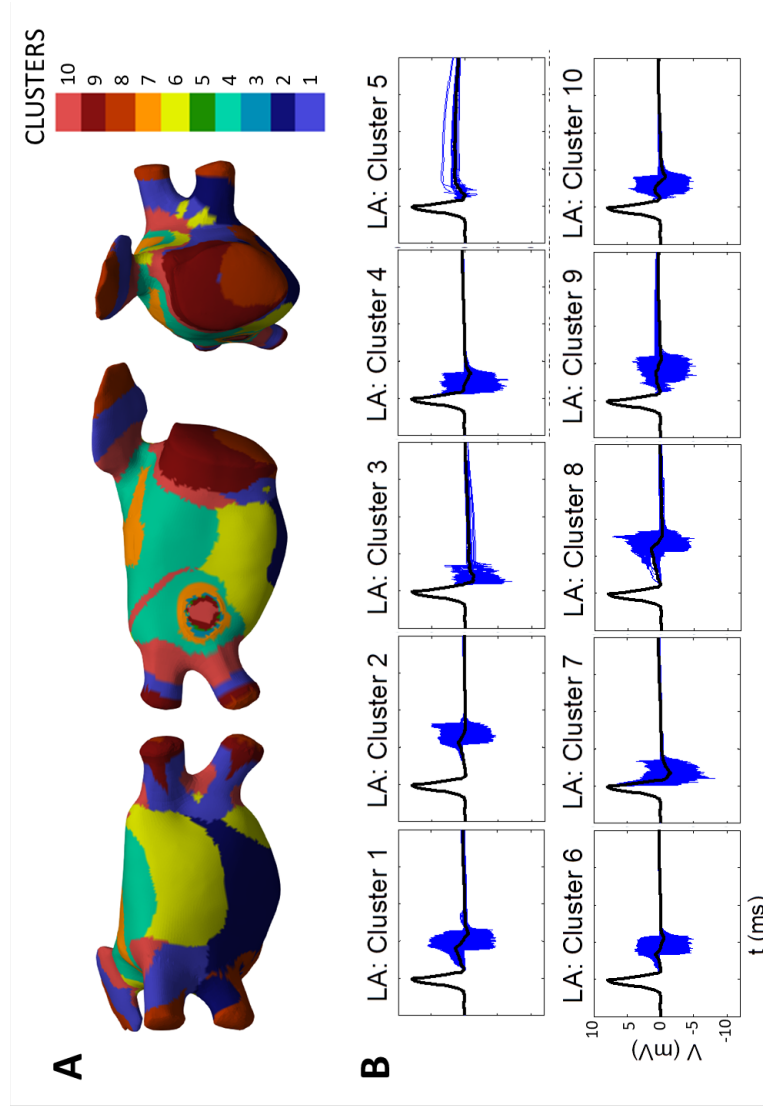 A
CLUSTERS
10
9
8
7
6
5
4
3
2
1
B
LA: Cluster 1
LA: Cluster 2
LA: Cluster 3
LA: Cluster 4
LA: Cluster 5
LA: Cluster 6
LA: Cluster 7
LA: Cluster 8
LA: Cluster 9
LA: Cluster 10
10
5
0
-5
-10
V (mV)
t (ms)